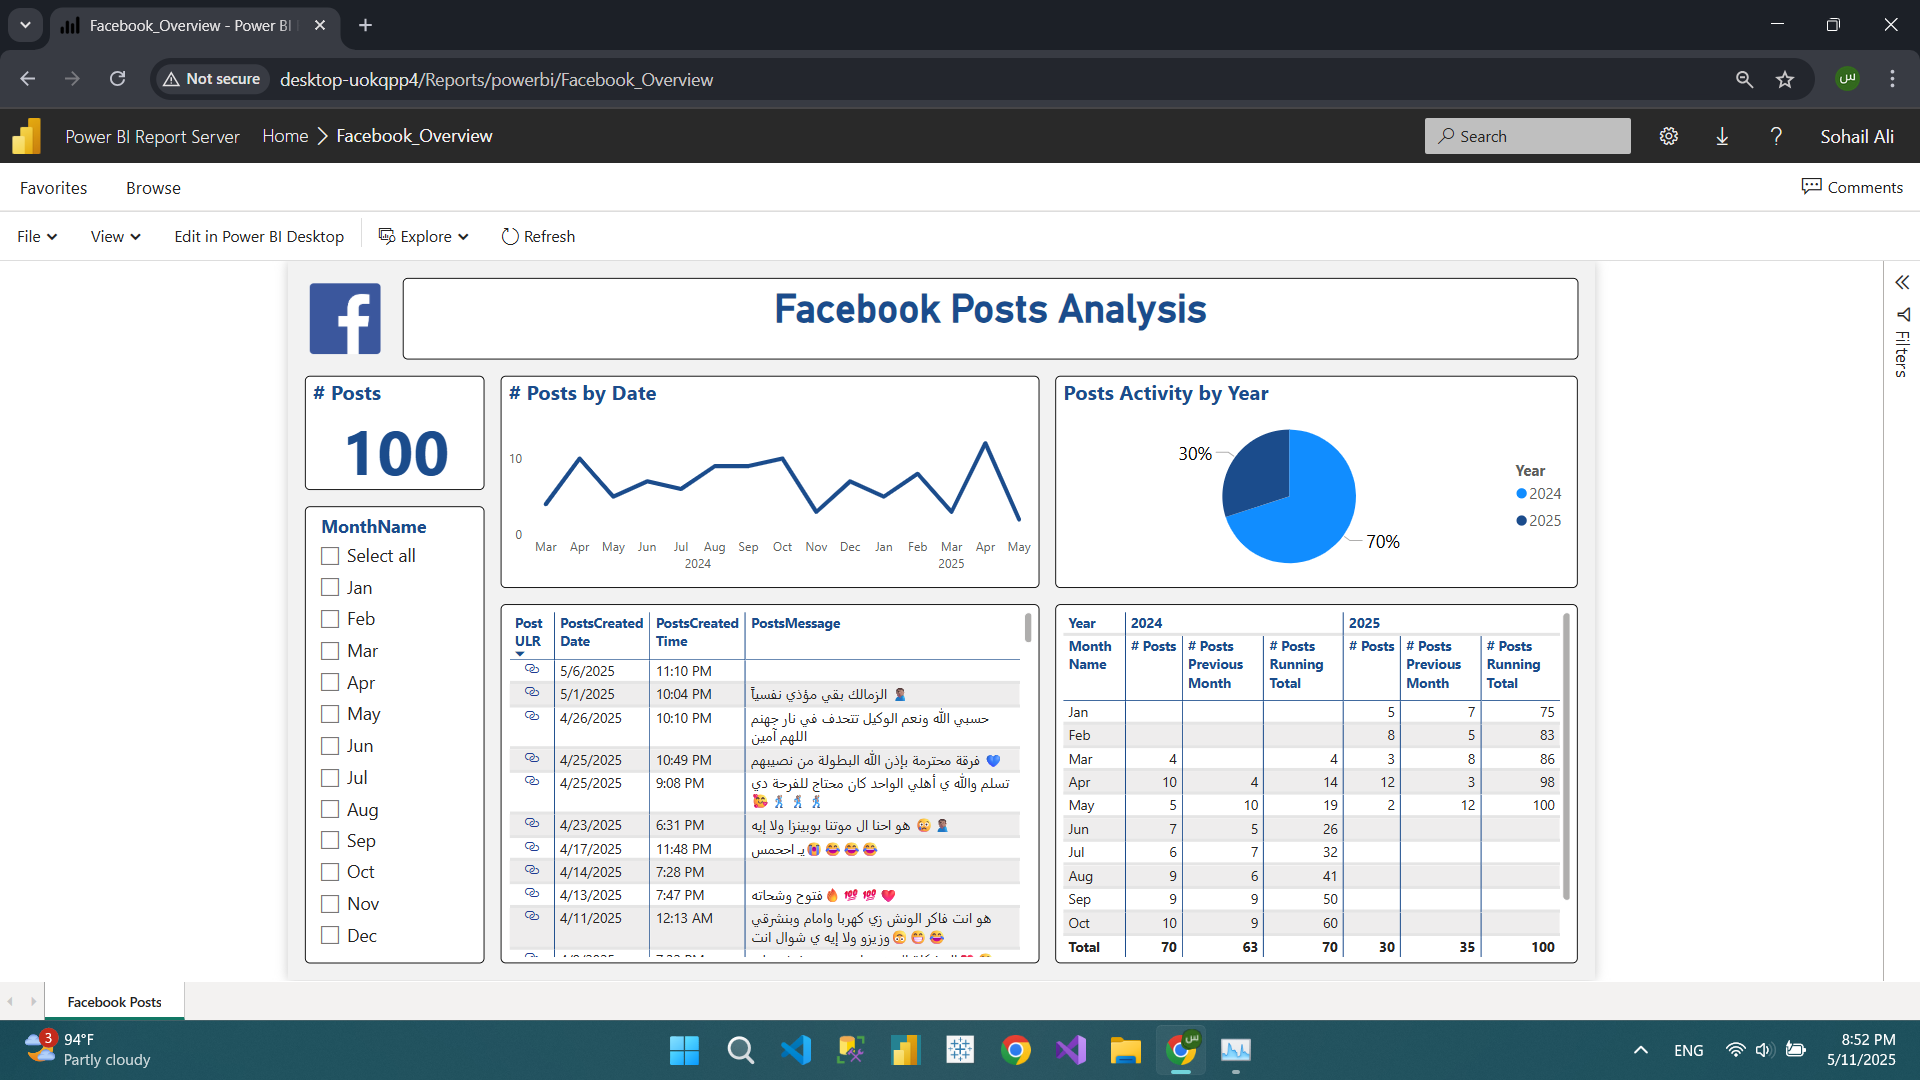 Facebook_Overview - Power BI
Not secure
desktop-uokqpp4/Reports/powerbi/Facebook_Overview
س
Power BI Report Server
Home > Facebook_Overview
Search
?
Sohail Ali
Favorites
Browse
Comments
File
View
Edit in Power BI Desktop
Explore
Refresh
Facebook Posts Analysis
Filters
# Posts
100
# Posts by Date
10
0
Mar Apr May Jun Jul Aug Sep Oct Nov Dec Jan Feb Mar Apr May
2024 2025
Posts Activity by Year
30%
70%
Year
2024
2025
MonthName
Select all
Jan
Feb
Mar
Apr
May
Jun
Jul
Aug
Sep
Oct
Nov
Dec
Post PostsCreated PostsCreated PostsMessage
ULR Date Time
5/6/2025 11:10 PM
5/1/2025 10:04 PM الزمالك بقي مؤذي نفسياً 🤦🏾‍♂️
4/26/2025 10:10 PM حسبي الله ونعم الوكيل تتحدف في نار جهنم
اللهم آمين
4/25/2025 10:49 PM فرقة محترمة بإذن الله البطولة من نصيبهم 💙
4/25/2025 9:08 PM تسلم والله ي أهلي الواحد كان محتاج للفرحة دي
4/23/2025 6:31 PM هو احنا ال موتنا بوبينزا ولا إيه
4/17/2025 11:48 PM يـ احححمس 😭 😂 😂 😂
4/14/2025 7:28 PM
4/13/2025 7:47 PM فتوح وشحاته 🔥 💯 💯 ❤
4/11/2025 12:13 AM هو انت فاكر الونش زي كهربا وامام وبنشرقي
وزيزو ولا إيه ي شوال انت
Year 2024 2025
Month # Posts # Posts # Posts # Posts # Posts # Posts
Name Previous Running Previous Running
Month Total Month Total
Jan 5 7 75
Feb 8 5 83
Mar 4 4 3 8 86
Apr 10 4 14 12 3 98
May 5 10 19 2 12 100
Jun 7 5 26
Jul 6 7 32
Aug 9 6 41
Sep 9 9 50
Oct 10 9 60
Total 70 63 70 30 35 100
Facebook Posts
3
94°F
Partly cloudy
س
ENG
8:52 PM
5/11/2025